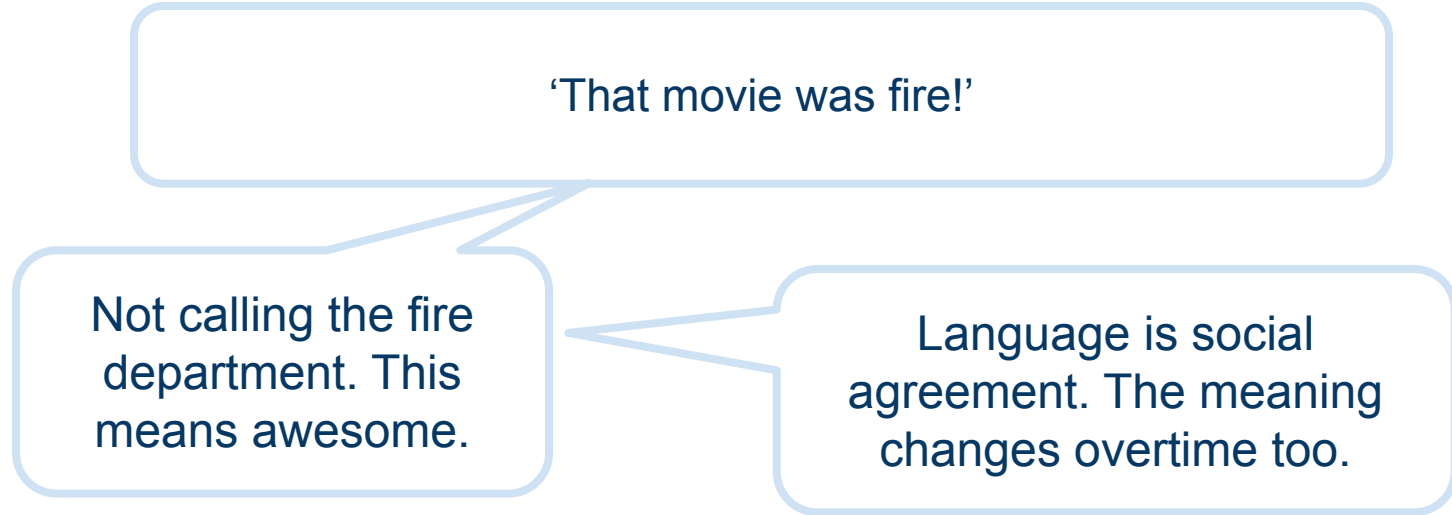 ‘That movie was fire!’
Not calling the fire
department. This
means awesome.
Language is social
agreement. The meaning
changes overtime too.